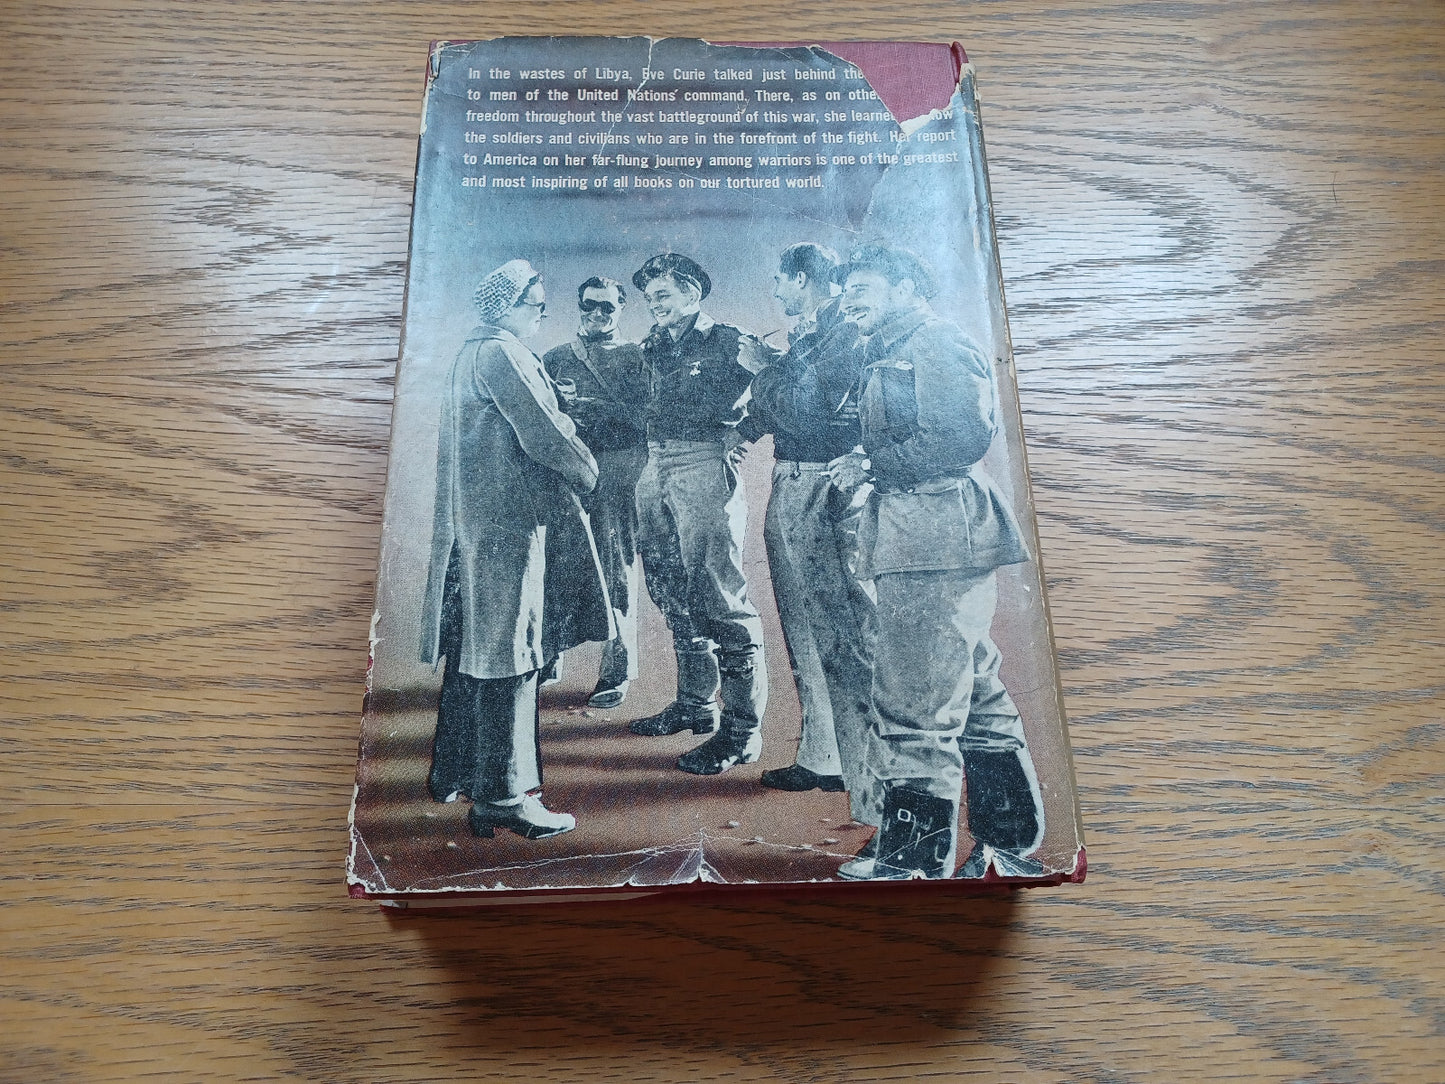 In the wastes of Libya, Eve Curie talked just behind the
to men of the United Nations' command. There, as on othe
freedom throughout the vast battleground of this war, she learned ow
the soldiers and civilians who are in the forefront of the fight. Her report
to America on her far-flung journey among warriors is one of the greatest
and most inspiring of all books on our tortured world.